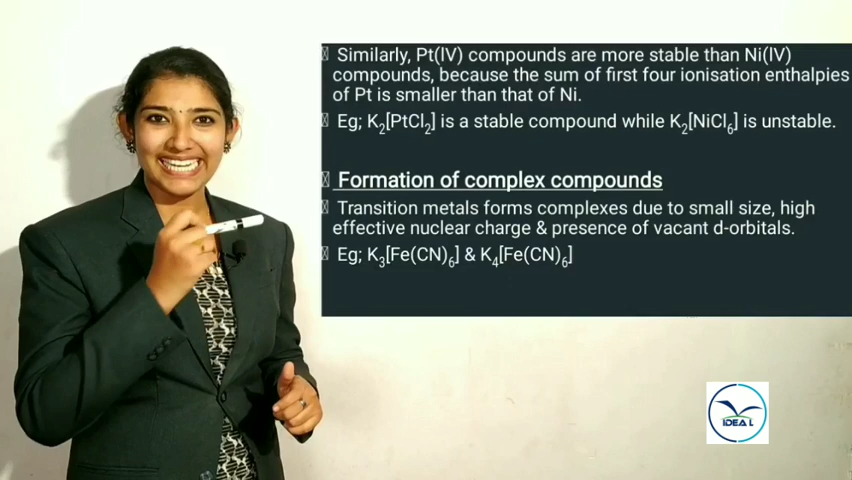 Similarly, Pt(lV) compounds are more stable than Ni(lV)
compounds, because the sum of first four ionisation enthalpies
of Pt is smaller than that of Ni.
Eg; K₂[PtCl₂] is a stable compound while K₂[NiCl₆] is unstable.
Formation of complex compounds
Transition metals forms complexes due to small size, high
effective nuclear charge & presence of vacant d-orbitals.
Eg; K₃[Fe(CN)₆] & K₄[Fe(CN)₆]
IDEAL